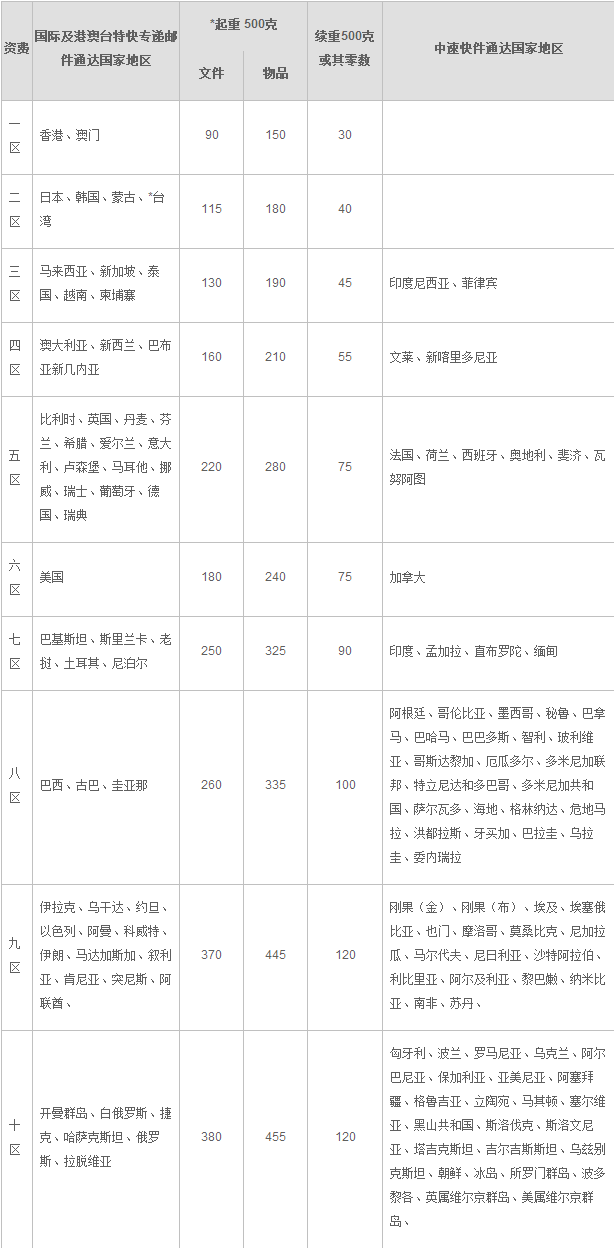 资费
国际及港澳台特快专递邮
件通达国家地区
*起重 500克
文件
物品
续重500克
或其零数
中速快件通达国家地区
一
区
香港、澳门
90
150
30
二
区
日本、韩国、蒙古、*台
湾
115
180
40
三
区
马来西亚、新加坡、泰
国、越南、柬埔寨
130
190
45
印度尼西亚、菲律宾
四
区
澳大利亚、新西兰、巴布
亚新几内亚
160
210
55
文莱、新喀里多尼亚
五
区
比利时、英国、丹麦、芬
兰、希腊、爱尔兰、意大
利、卢森堡、马耳他、挪
威、瑞士、葡萄牙、德
国、瑞典
220
280
75
法国、荷兰、西班牙、奥地利、斐济、瓦
努阿图
六
区
美国
180
240
75
加拿大
七
区
巴基斯坦、斯里兰卡、老
挝、土耳其、尼泊尔
250
325
90
印度、孟加拉、直布罗陀、缅甸
八
区
巴西、古巴、圭亚那
260
335
100
阿根廷、哥伦比亚、墨西哥、秘鲁、巴拿
马、巴哈马、巴巴多斯、智利、玻利维
亚、哥斯达黎加、厄瓜多尔、多米尼加联
邦、特立尼达和多巴哥、多米尼加共和
国、萨尔瓦多、海地、格林纳达、危地马
拉、洪都拉斯、牙买加、巴拉圭、乌拉
圭、委内瑞拉
九
区
伊拉克、乌干达、约旦、
以色列、阿曼、科威特、
伊朗、马达加斯加、叙利
亚、肯尼亚、突尼斯、阿
联酋、
370
445
120
刚果（金）、刚果（布）、埃及、埃塞俄
比亚、也门、摩洛哥、莫桑比克、尼加拉
瓜、马尔代夫、尼日利亚、沙特阿拉伯、
利比里亚、阿尔及利亚、黎巴嫩、纳米比
亚、南非、苏丹、
十
区
开曼群岛、白俄罗斯、捷
克、哈萨克斯坦、俄罗
斯、拉脱维亚
380
455
120
匈牙利、波兰、罗马尼亚、乌克兰、阿尔
巴尼亚、保加利亚、亚美尼亚、阿塞拜
疆、格鲁吉亚、立陶宛、马其顿、塞尔维
亚、黑山共和国、斯洛伐克、斯洛文尼
亚、塔吉克斯坦、吉尔吉斯斯坦、乌兹别
克斯坦、朝鲜、冰岛、所罗门群岛、波多
黎各、英属维尔京群岛、美属维尔京群
岛、